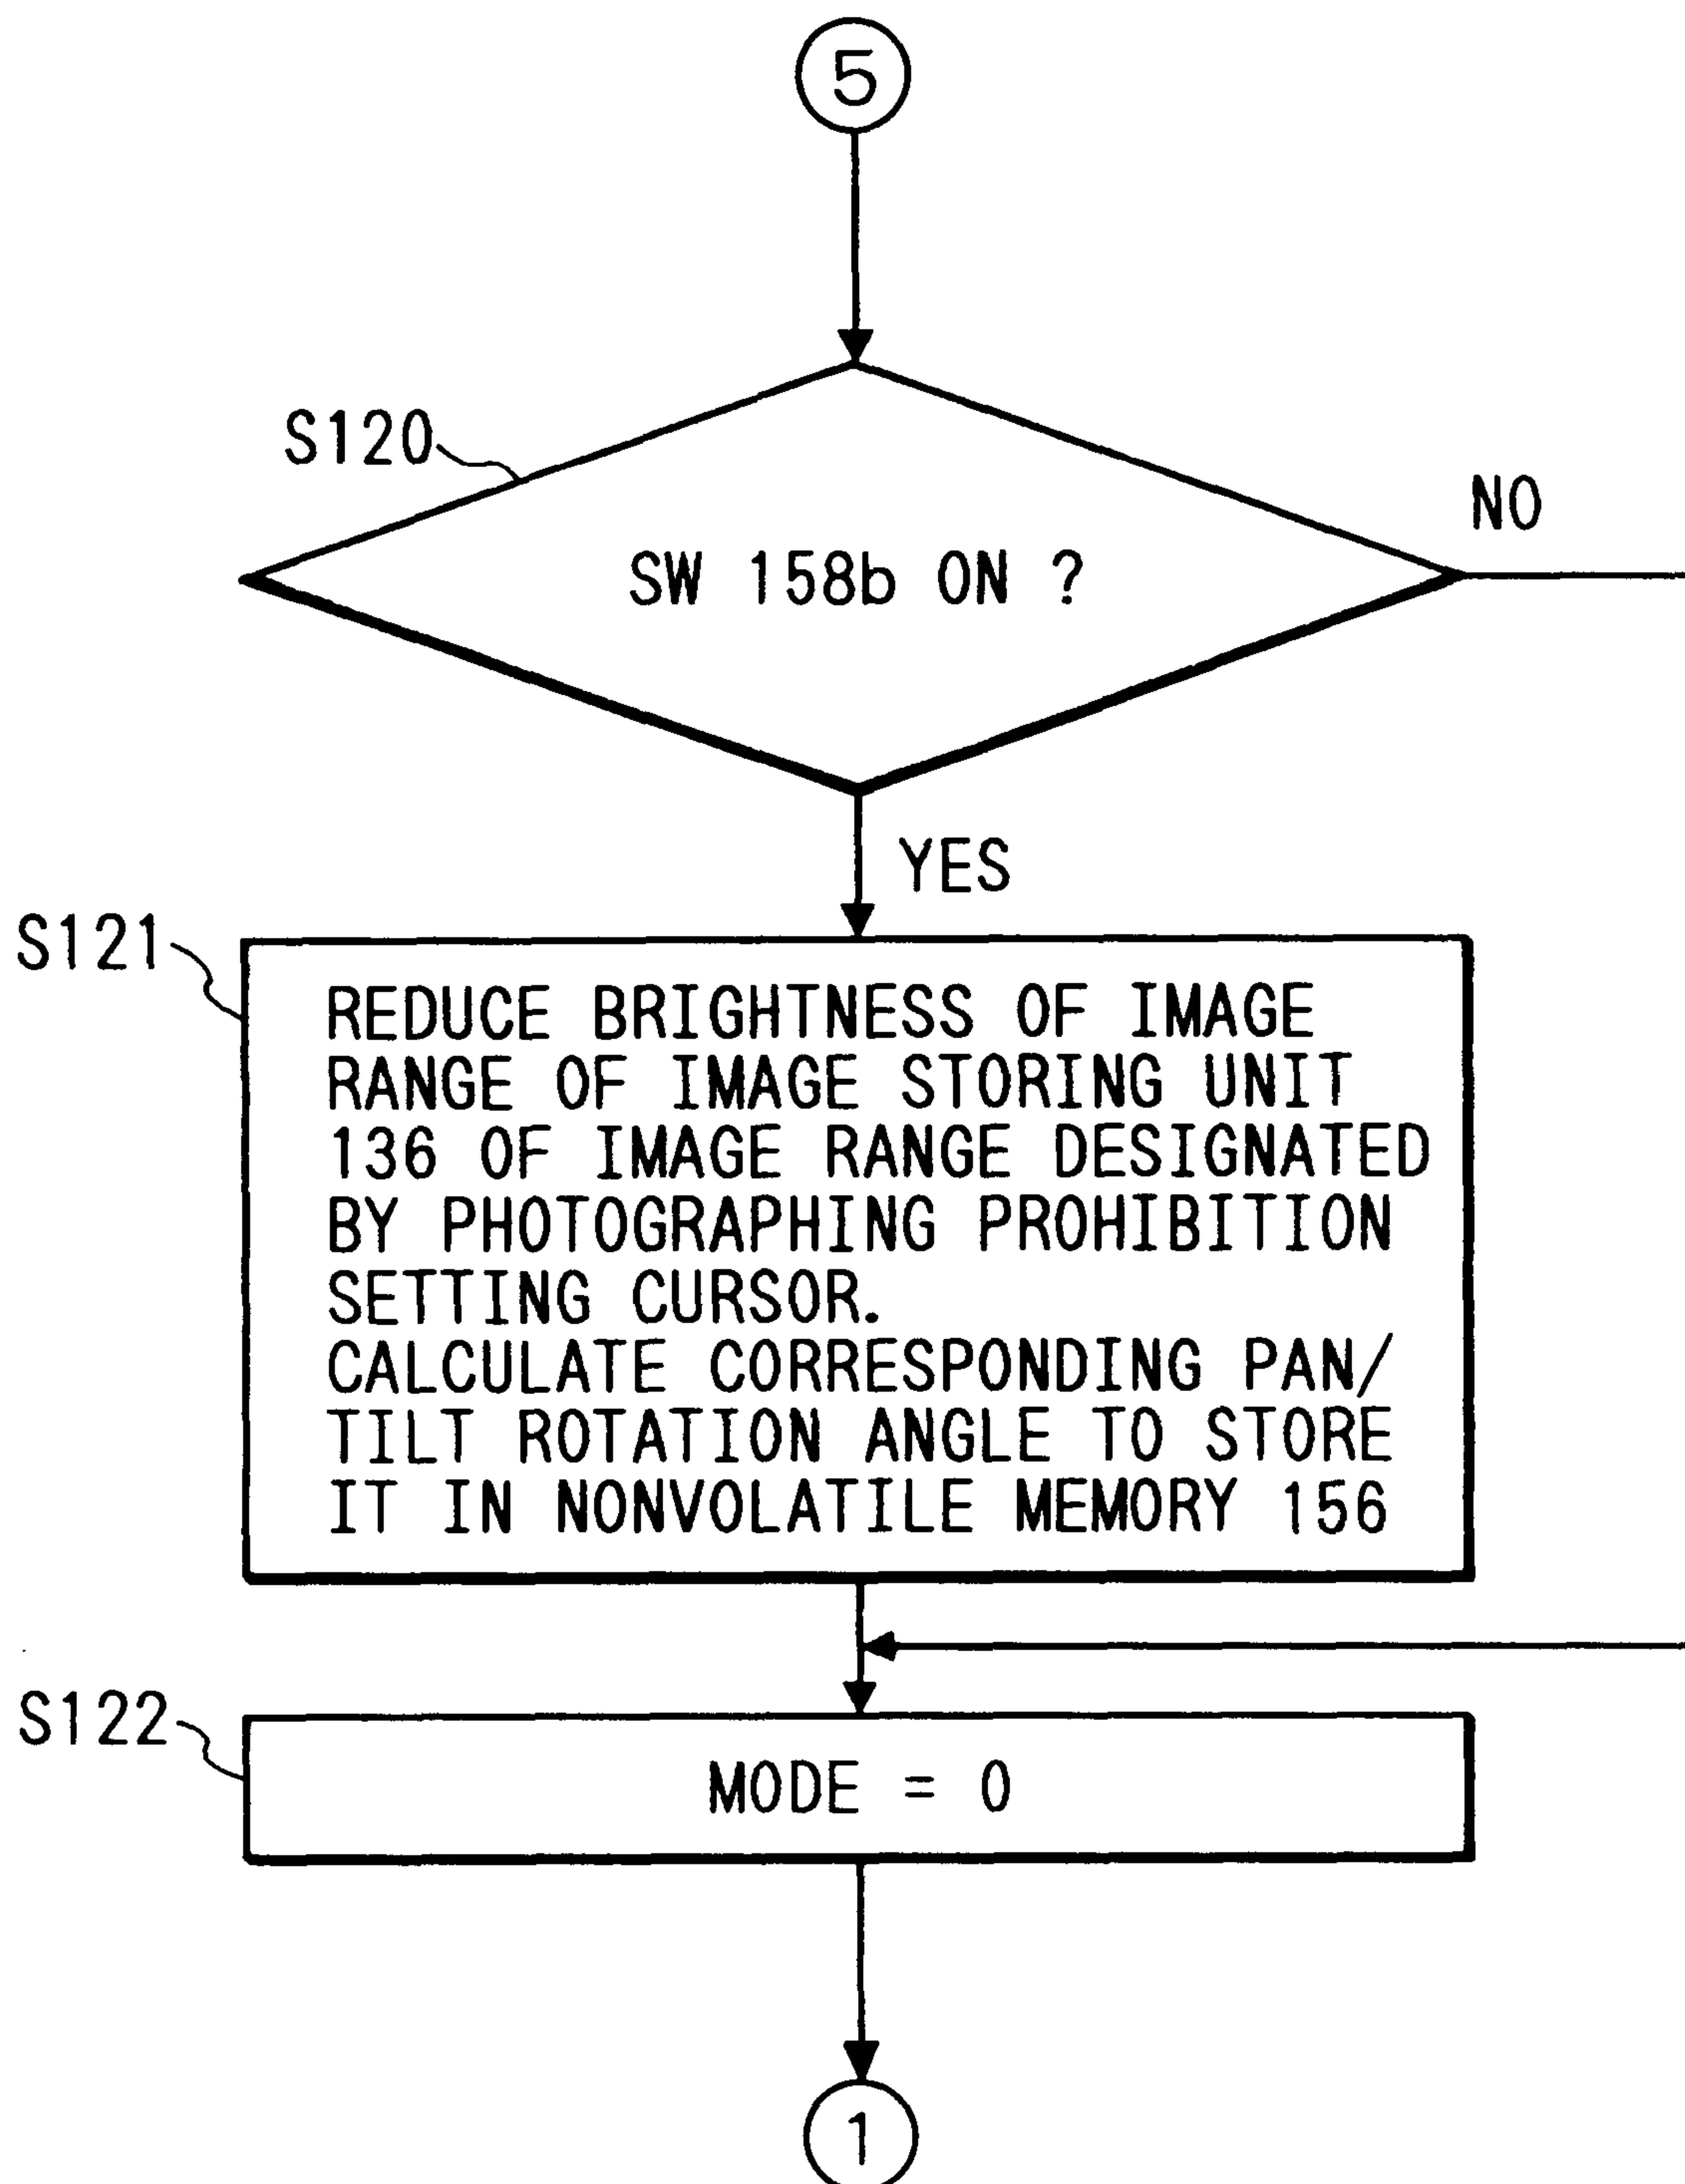 5
S120
NO
SW 158b ON ?
YES
S121
REDUCE BRIGHTNESS OF IMAGE
RANGE OF IMAGE STORING UNIT
136 OF IMAGE RANGE DESIGNATED
BY PHOTOGRAPHING PROHIBITION
SETTING CURSOR.
CALCULATE CORRESPONDING PAN/
TILT ROTATION ANGLE TO STORE
IT IN NONVOLATILE MEMORY 156
S122
MODE = 0
1